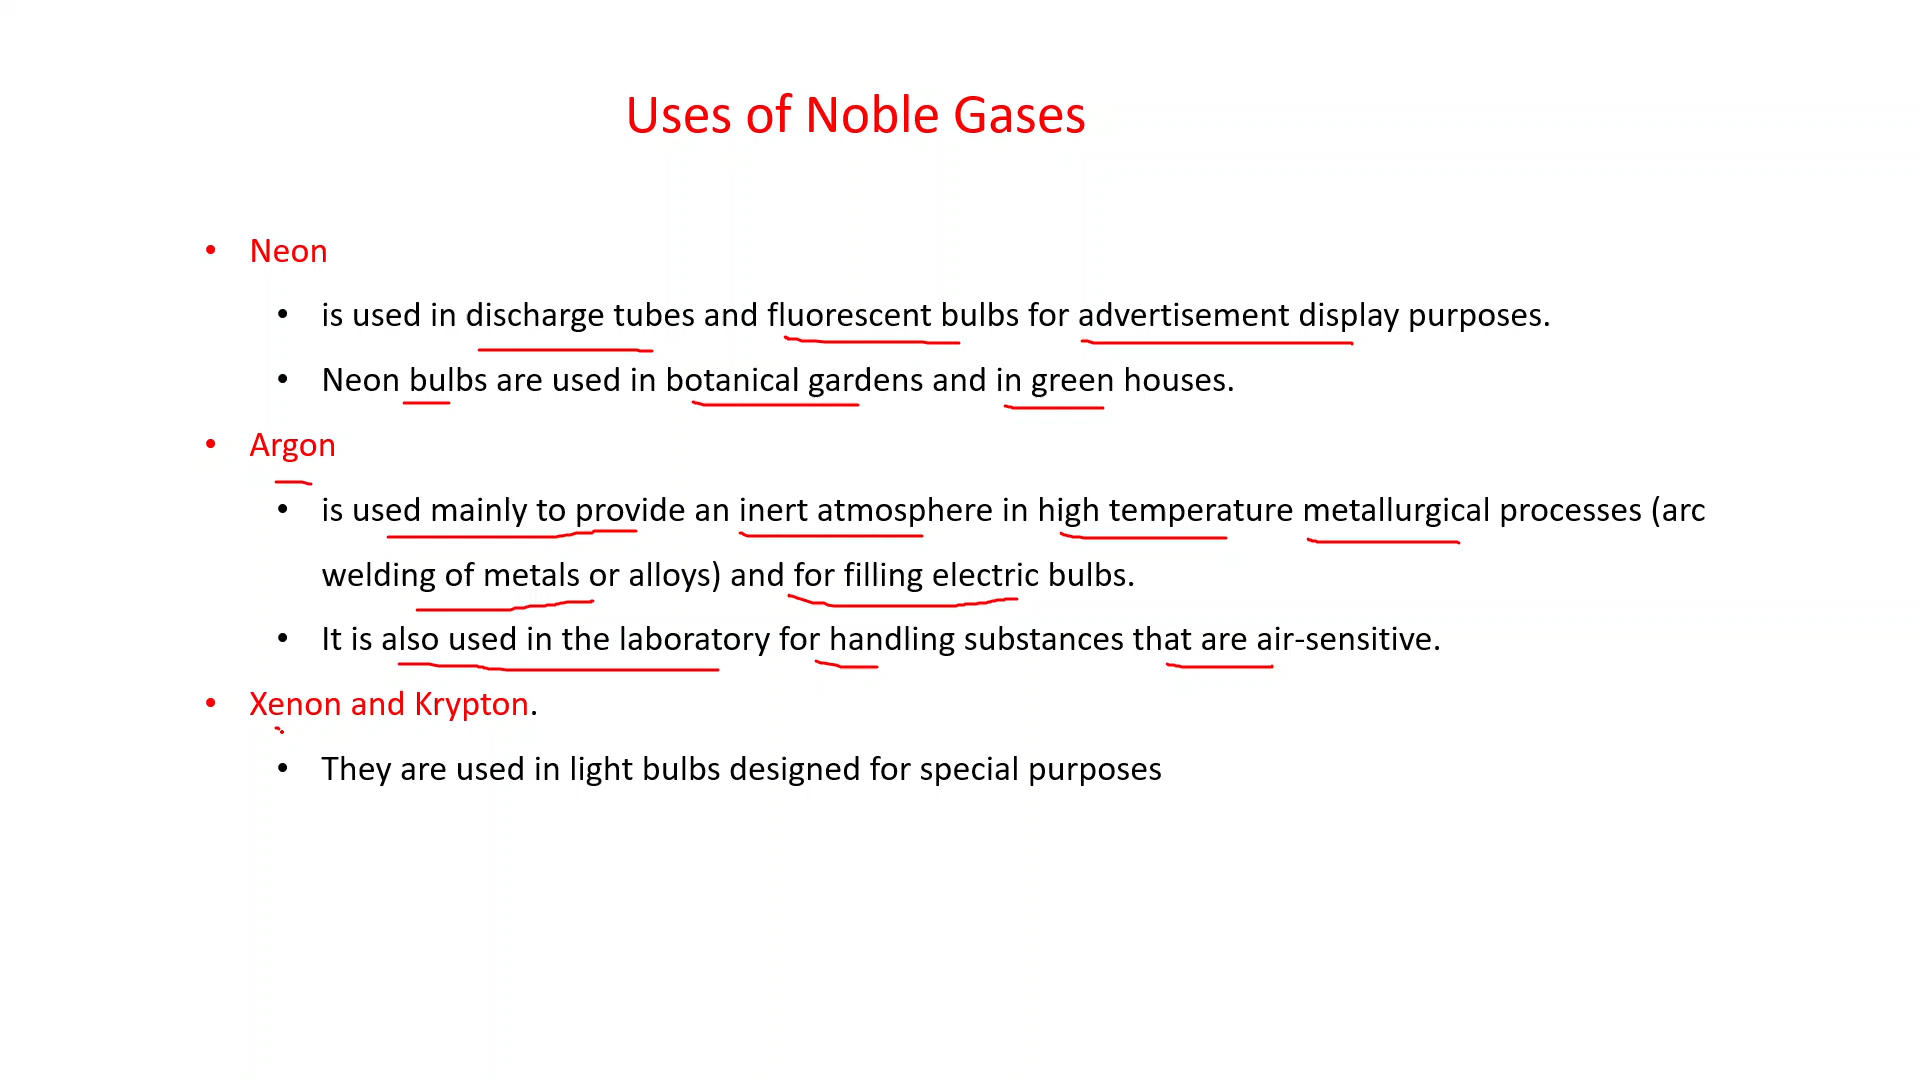 Uses of Noble Gases
• Neon
• is used in discharge tubes and fluorescent bulbs for advertisement display purposes.
• Neon bulbs are used in botanical gardens and in green houses.
• Argon
• is used mainly to provide an inert atmosphere in high temperature metallurgical processes (arc
welding of metals or alloys) and for filling electric bulbs.
• It is also used in the laboratory for handling substances that are air-sensitive.
• Xenon and Krypton.
• They are used in light bulbs designed for special purposes